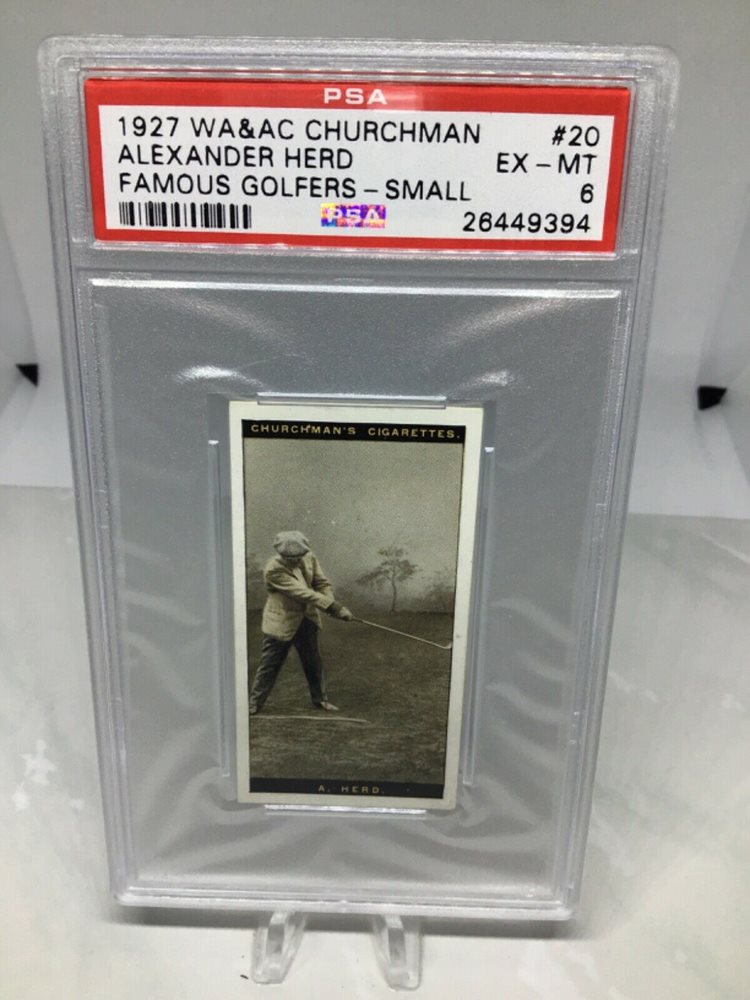 PSA
1927 WA&AC CHURCHMAN #20
ALEXANDER HERD EX - MT
FAMOUS GOLFERS - SMALL 6
PSA 26449394
CHURCHMAN'S CIGARETTES.
A. HERD.